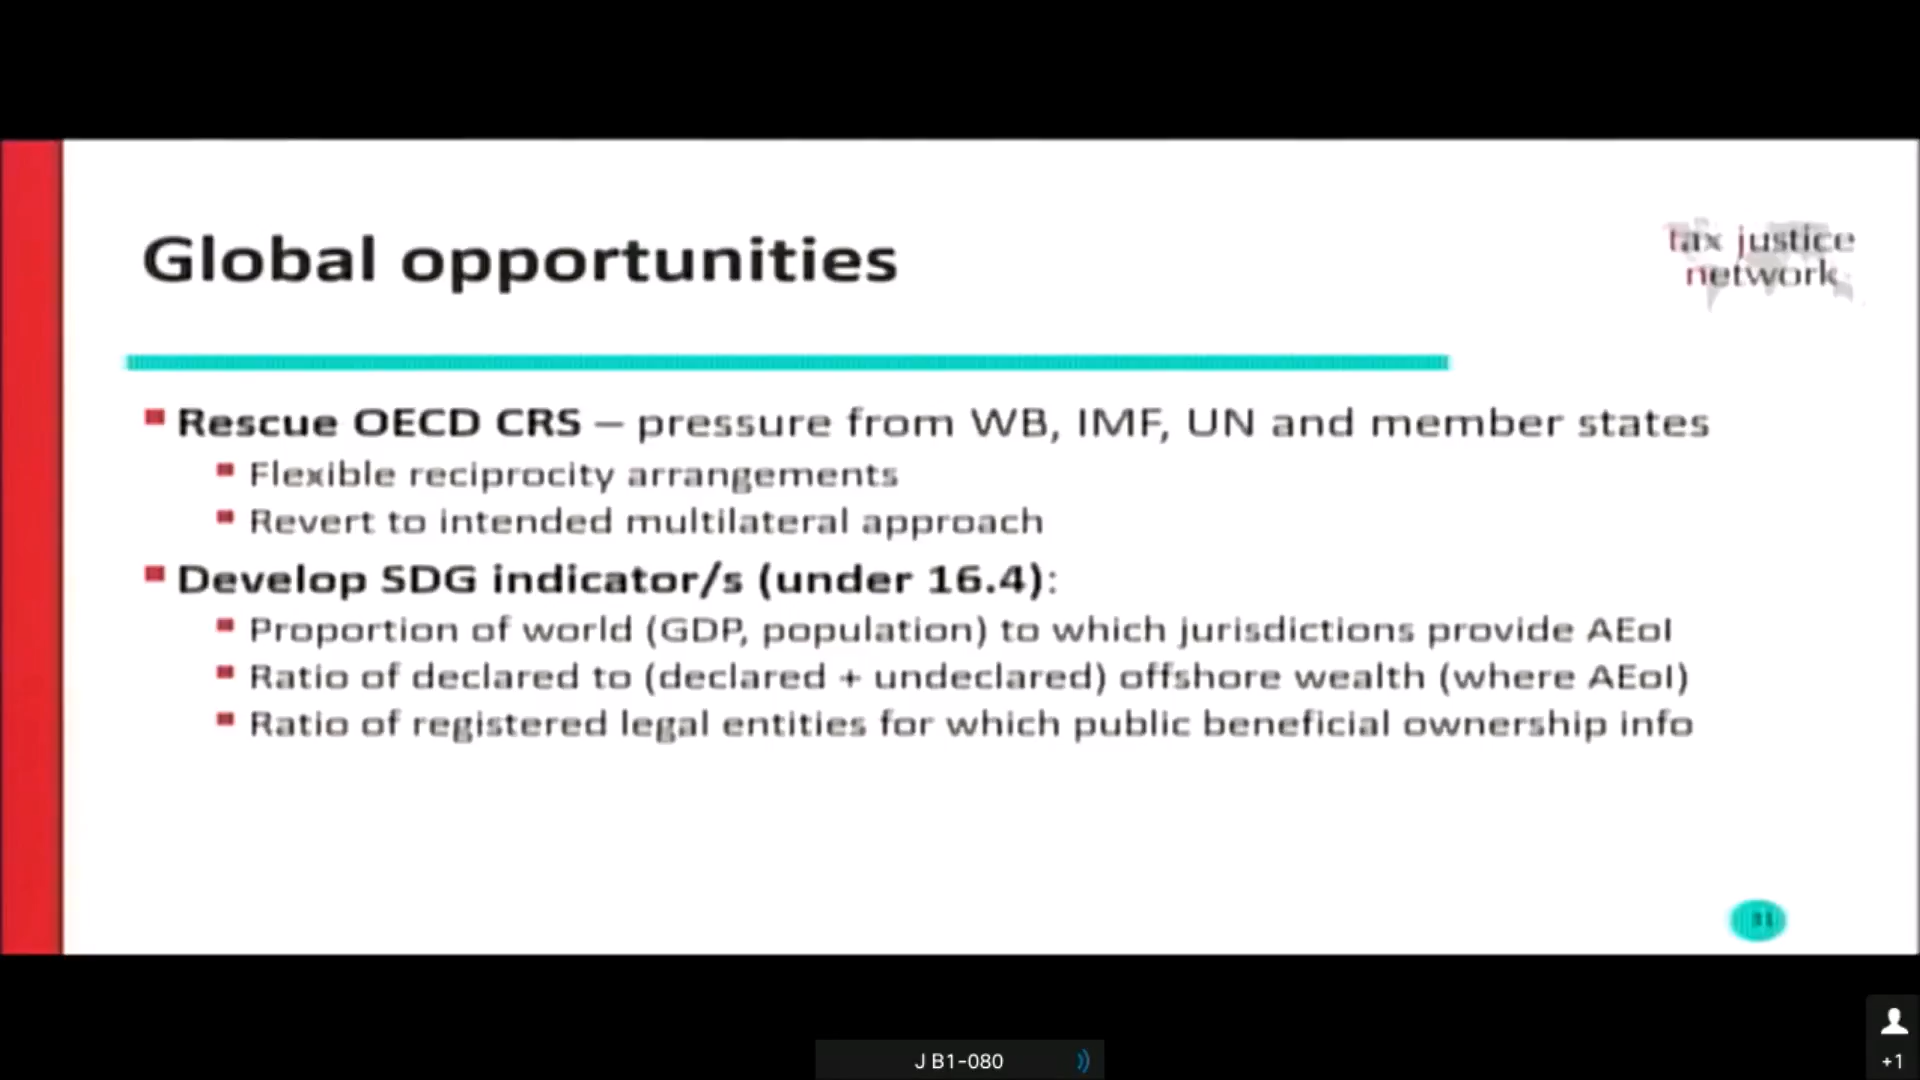 Global opportunities
tax justice
network
Rescue OECD CRS – pressure from WB, IMF, UN and member states
Flexible reciprocity arrangements
Revert to intended multilateral approach
Develop SDG indicator/s (under 16.4):
Proportion of world (GDP, population) to which jurisdictions provide AEoI
Ratio of declared to (declared + undeclared) offshore wealth (where AEoI)
Ratio of registered legal entities for which public beneficial ownership info
J B1-080
+1